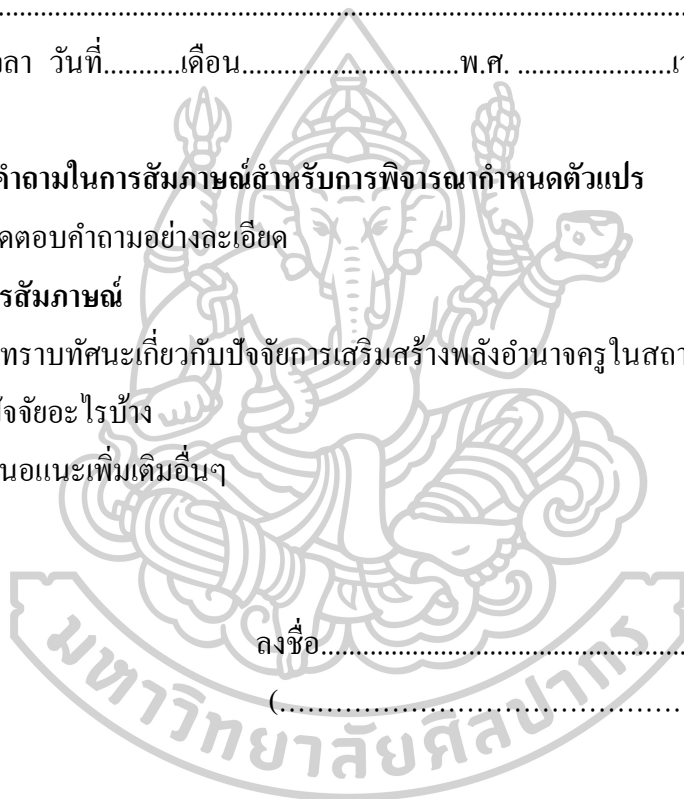 .................................................................................................
ลา วันที่...........เดือน................................พ.ศ. .......................เ
คำถามในการสัมภาษณ์สำหรับการพิจารณากำหนดตัวแปร
ดตอบคำถามอย่างละเอียด
รสัมภาษณ์
ทราบทัศนะเกี่ยวกับปัจจัยการเสริมสร้างพลังอำนาจครูในสถา
ัจจัยอะไรบ้าง
นอแนะเพิ่มเติมอื่นๆ
ลงชื่อ.......................................................
(............................................
มหาวิทยาลัยศิลปากร